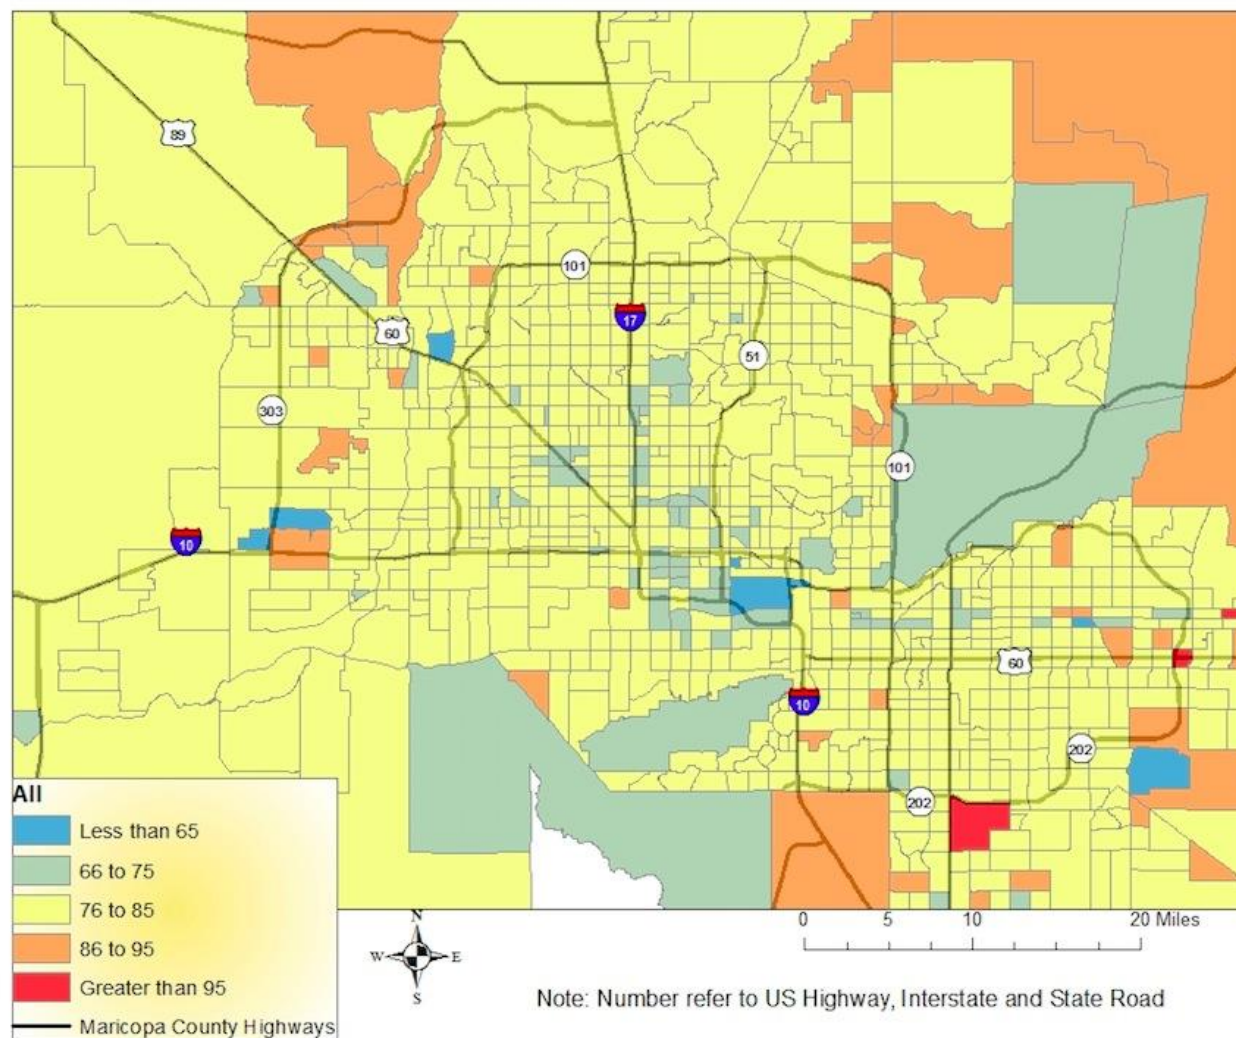 89
101
17
60
51
303
101
10
60
10
202
202
All
Less than 65
66 to 75
76 to 85
86 to 95
Greater than 95
Maricopa County Highways
N
W E
S
0 5 10 20 Miles
Note: Number refer to US Highway, Interstate and State Road